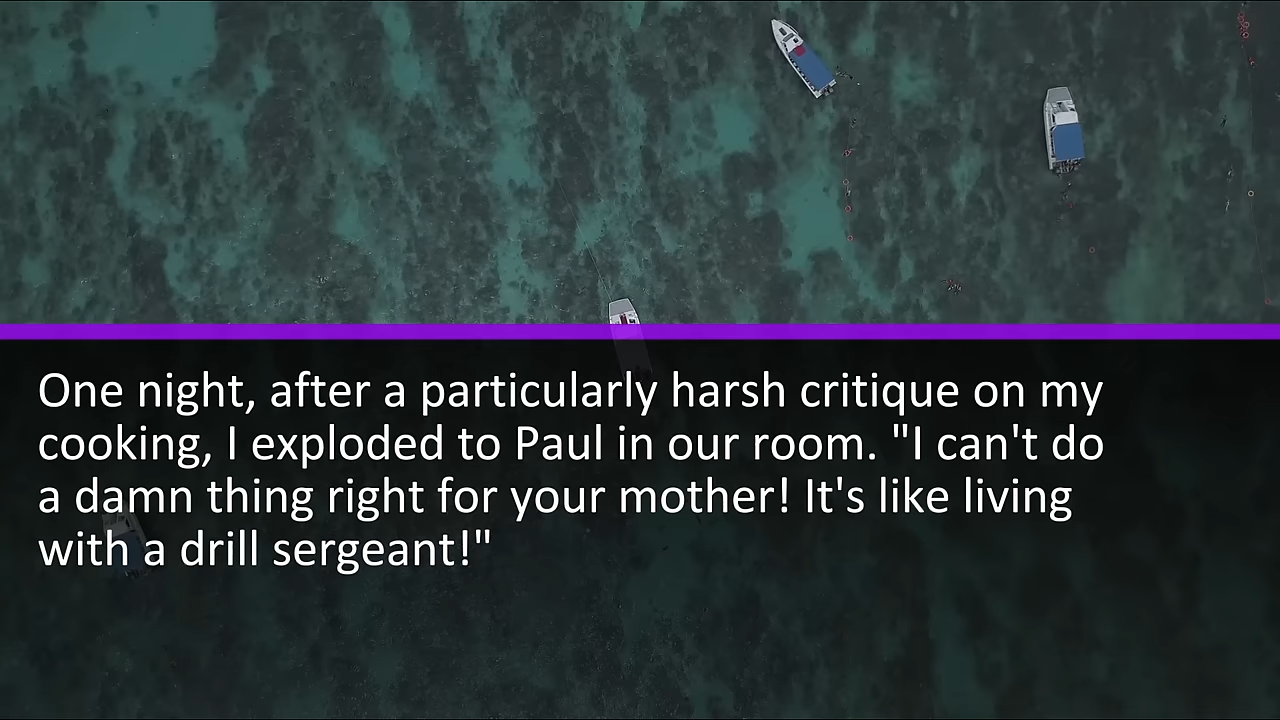 One night, after a particularly harsh critique on my
cooking, I exploded to Paul in our room. "I can't do
a damn thing right for your mother! It's like living
with a drill sergeant!"